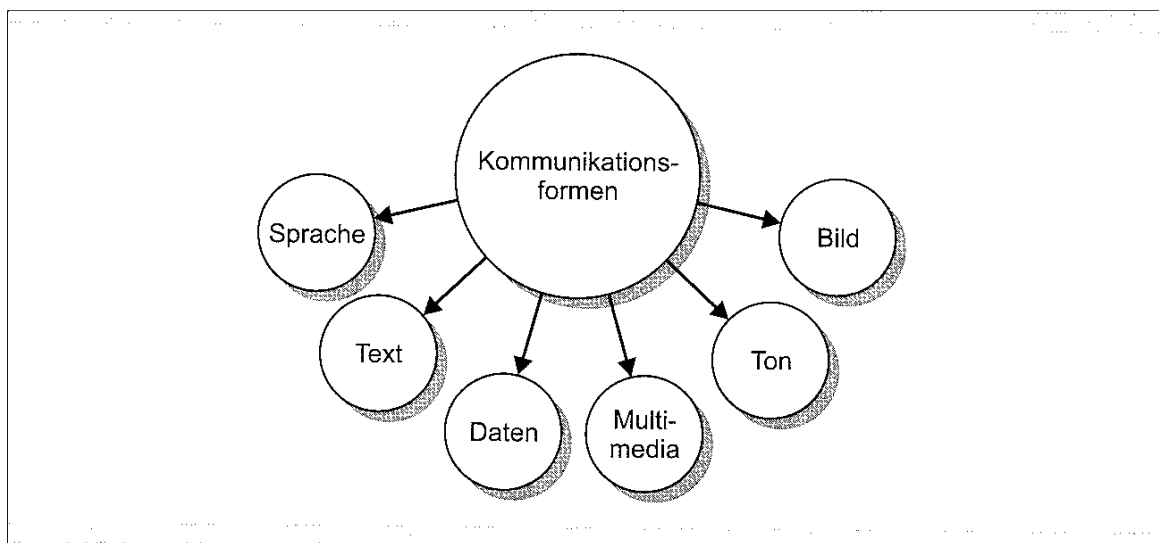 Kommunikations-
formen
Sprache
Bild
Text
Ton
Daten
Multi-
media